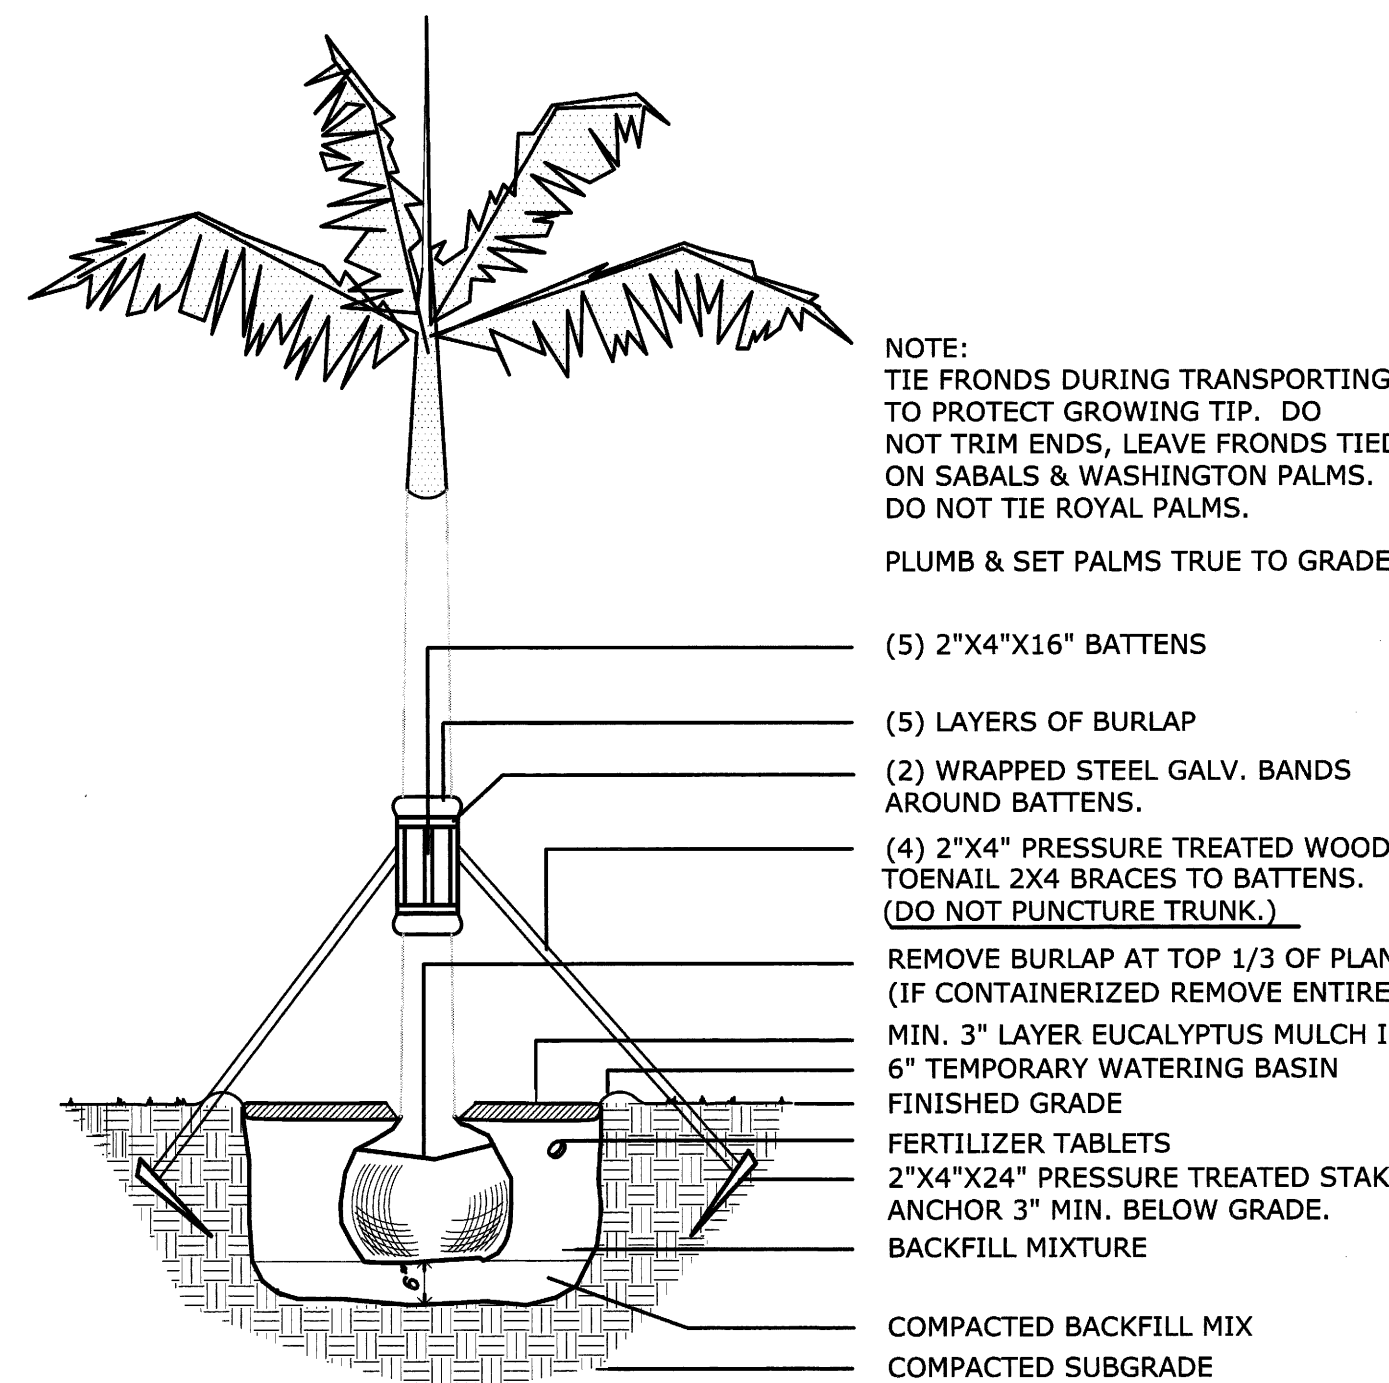 NOTE:
TIE FRONDS DURING TRANSPORTING
TO PROTECT GROWING TIP. DO
NOT TRIM ENDS, LEAVE FRONDS TIED
ON SABALS & WASHINGTON PALMS.
DO NOT TIE ROYAL PALMS.
PLUMB & SET PALMS TRUE TO GRADE
(5) 2"X4"X16" BATTENS
(5) LAYERS OF BURLAP
(2) WRAPPED STEEL GALV. BANDS
AROUND BATTENS.
(4) 2"X4" PRESSURE TREATED WOOD
TOENAIL 2X4 BRACES TO BATTENS.
(DO NOT PUNCTURE TRUNK.)
REMOVE BURLAP AT TOP 1/3 OF PLAN
(IF CONTAINERIZED REMOVE ENTIRE
MIN. 3" LAYER EUCALYPTUS MULCH I
6" TEMPORARY WATERING BASIN
FINISHED GRADE
FERTILIZER TABLETS
2"X4"X24" PRESSURE TREATED STAK
ANCHOR 3" MIN. BELOW GRADE.
BACKFILL MIXTURE
6"
COMPACTED BACKFILL MIX
COMPACTED SUBGRADE